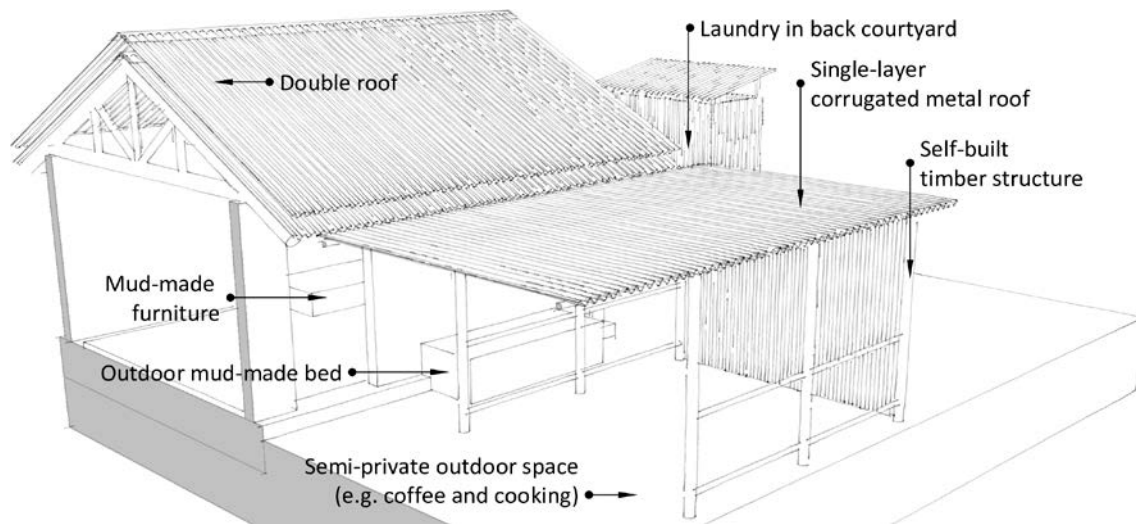 Laundry in back courtyard
Double roof
Single-layer
corrugated metal roof
Self-built
timber structure
Mud-made
furniture
Outdoor mud-made bed
Semi-private outdoor space
(e.g. coffee and cooking)